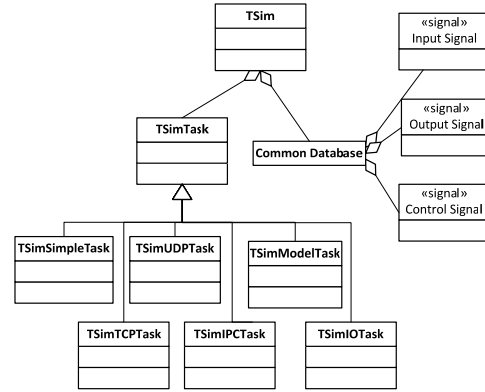 TSim
«signal»
Input Signal
«signal»
Output Signal
TSimTask
Common Database
«signal»
Control Signal
TSimSimpleTask
TSimUDPTask
TSimModelTask
TSimTCPTask
TSimIPCTask
TSimIOTask